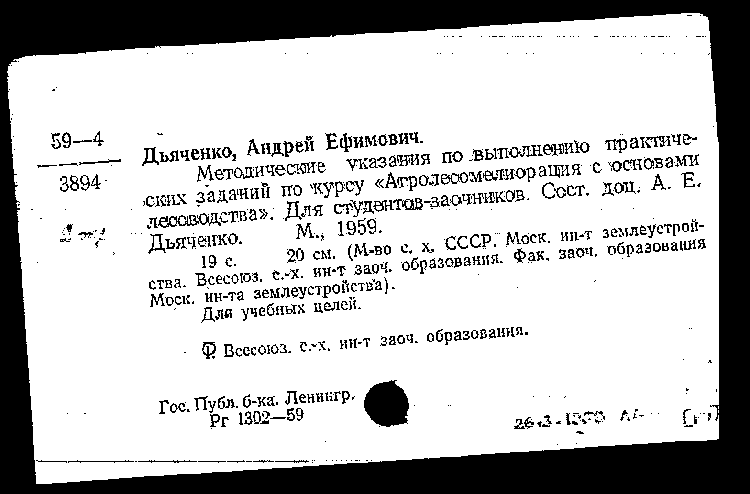 59—4
3894
Дьяченко, Андрей Ефимович.
Методические указания по выполнению практиче-
ских заданий по курсу «Агролесомелиорация с основами
лесоводства». Для студентов-заочников. Сост. доц. А. Е.
Дьяченко. М., 1959.
19 с. 20 см. (М-во с. х. СССР. Моск. ин-т землеустрой-
ства. Всесоюз. с.-х. ин-т заоч. образования. Фак. заоч. образования
Моск. ин-та землеустройства).
Для учебных целей.
Ф. Всесоюз. с.-х. ин-т заоч. образования.
Гос. Публ. б-ка. Ленингр.
Рг 1302—59